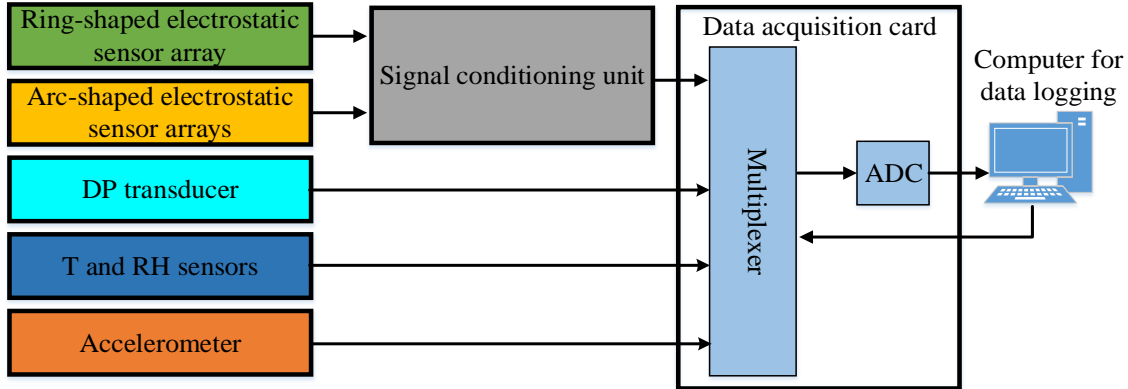 Ring-shaped electrostatic
sensor array
Arc-shaped electrostatic
sensor arrays
DP transducer
T and RH sensors
Accelerometer
Signal conditioning unit
Data acquisition card
Multiplexer
ADC
Computer for
data logging